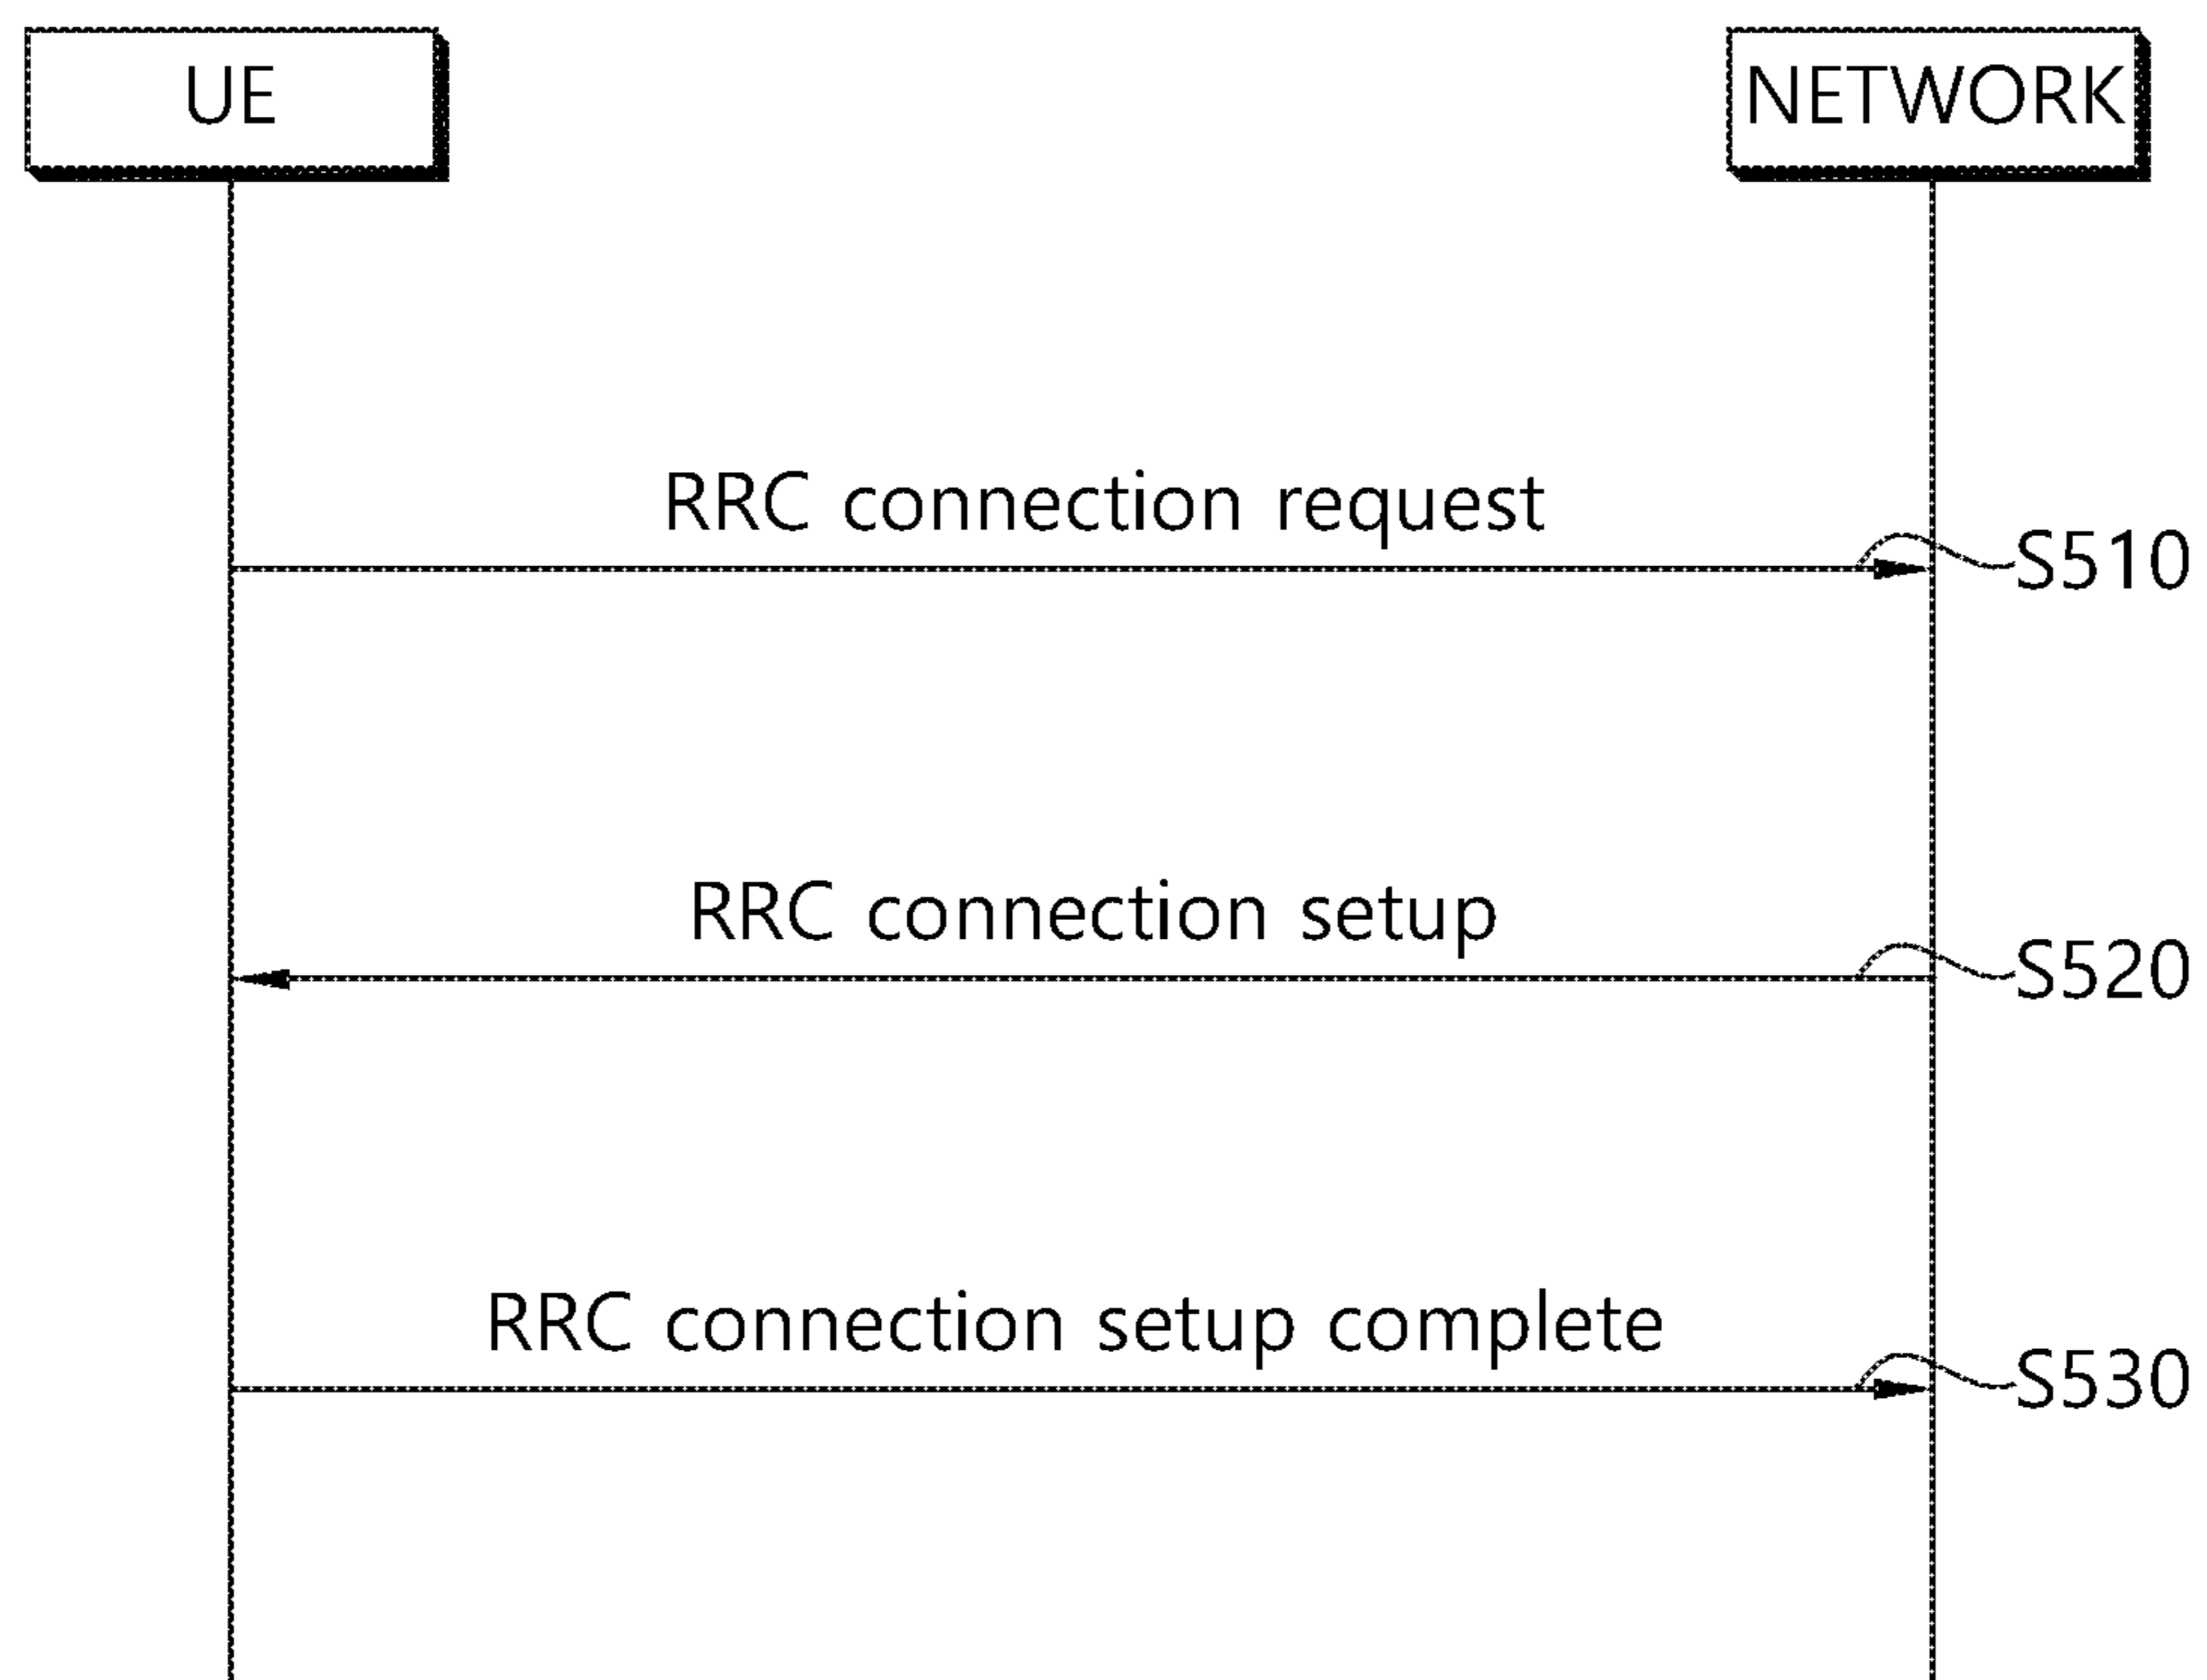 UE
NETWORK
RRC connection request
S510
RRC connection setup
S520
RRC connection setup complete
S530